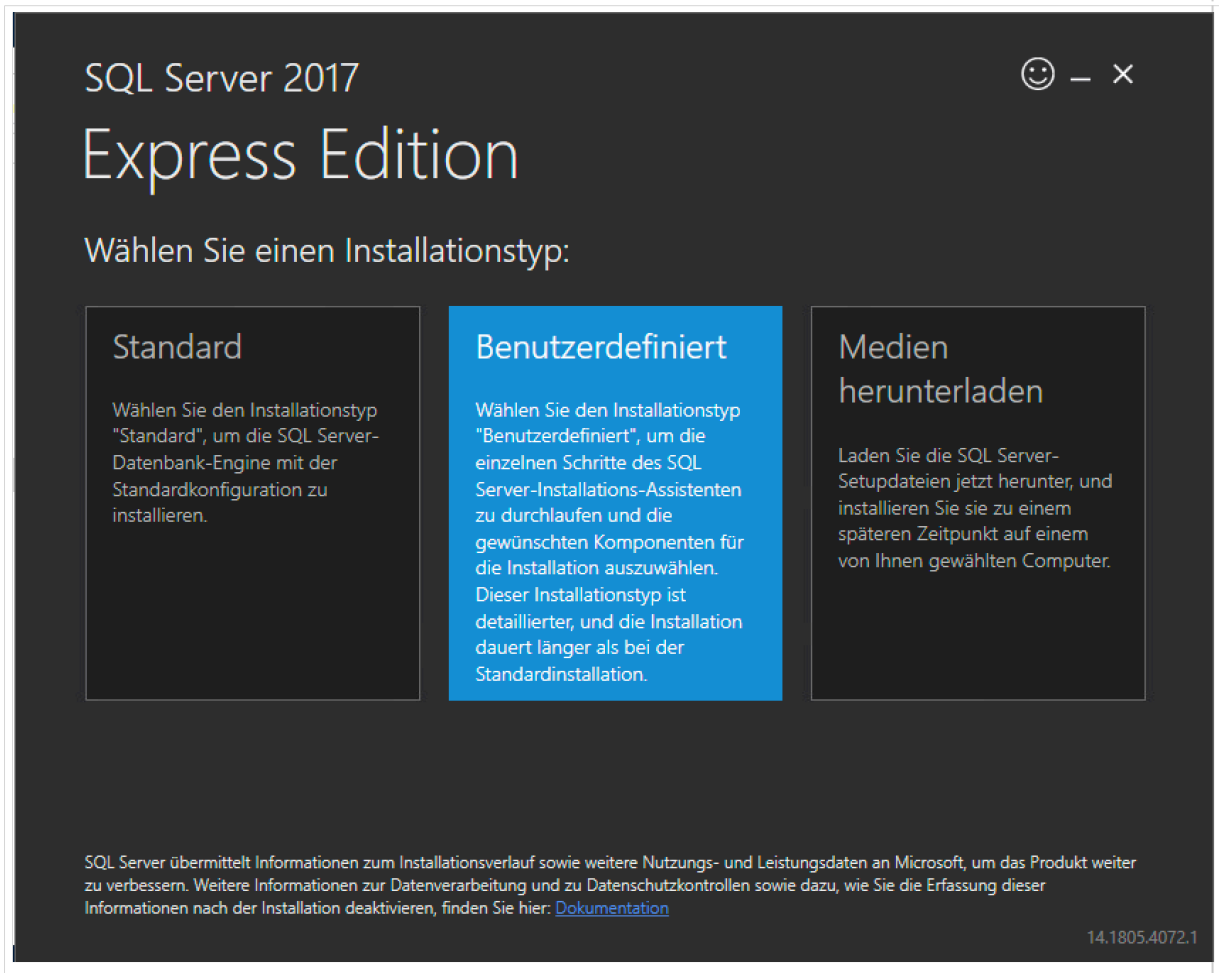 SQL Server 2017
Express Edition
Wählen Sie einen Installationstyp:
Standard
Wählen Sie den Installationstyp
"Standard", um die SQL Server-
Datenbank-Engine mit der
Standardkonfiguration zu
installieren.
Benutzerdefiniert
Wählen Sie den Installationstyp
"Benutzerdefiniert", um die
einzelnen Schritte des SQL
Server-Installations-Assistenten
zu durchlaufen und die
gewünschten Komponenten für
die Installation auszuwählen.
Dieser Installationstyp ist
detaillierter, und die Installation
dauert länger als bei der
Standardinstallation.
Medien
herunterladen
Laden Sie die SQL Server-
Setupdateien jetzt herunter, und
installieren Sie sie zu einem
späteren Zeitpunkt auf einem
von Ihnen gewählten Computer.
SQL Server übermittelt Informationen zum Installationsverlauf sowie weitere Nutzungs- und Leistungsdaten an Microsoft, um das Produkt weiter
zu verbessern. Weitere Informationen zur Datenverarbeitung und zu Datenschutzkontrollen sowie dazu, wie Sie die Erfassung dieser
Informationen nach der Installation deaktivieren, finden Sie hier: Dokumentation
14.1805.4072.1